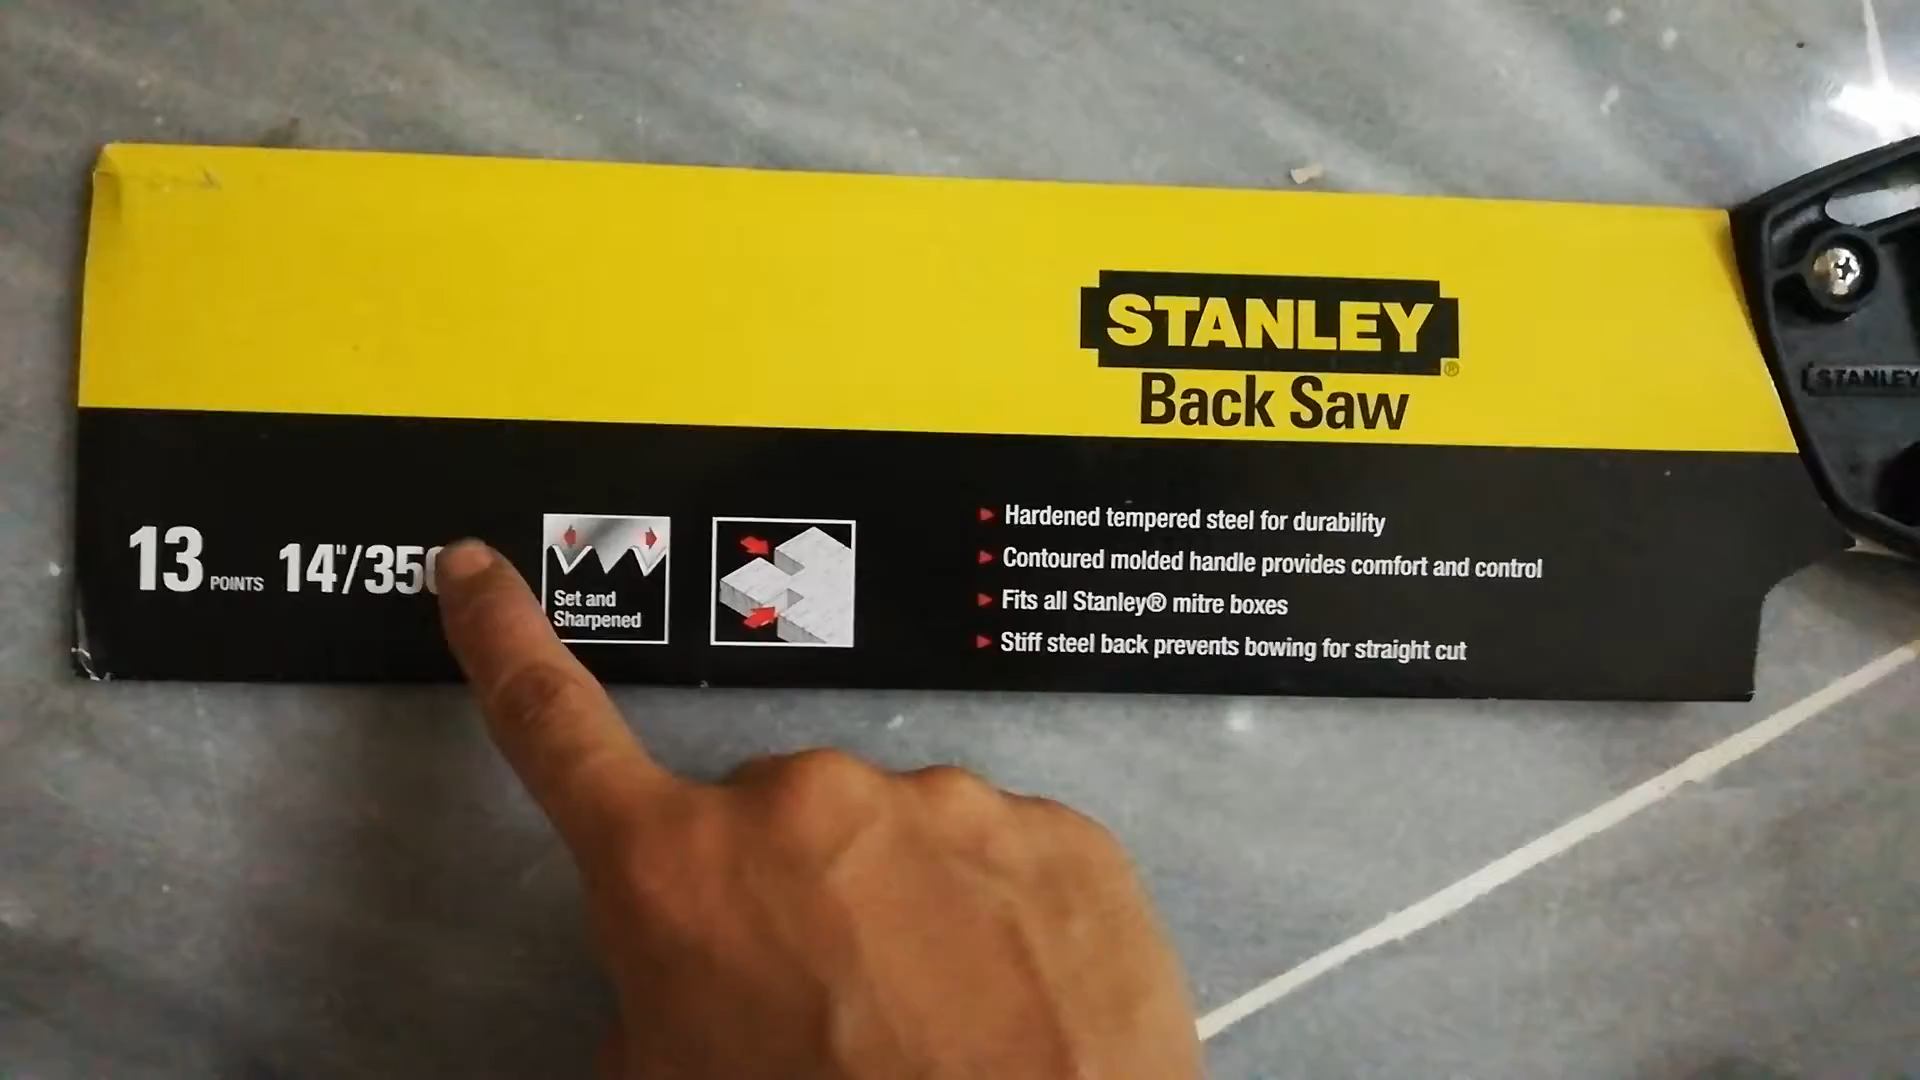 STANLEY®
Back Saw
STANLEY
13 POINTS 14"/350
Set and
Sharpened
Hardened tempered steel for durability
Contoured molded handle provides comfort and control
Fits all Stanley® mitre boxes
Stiff steel back prevents bowing for straight cut